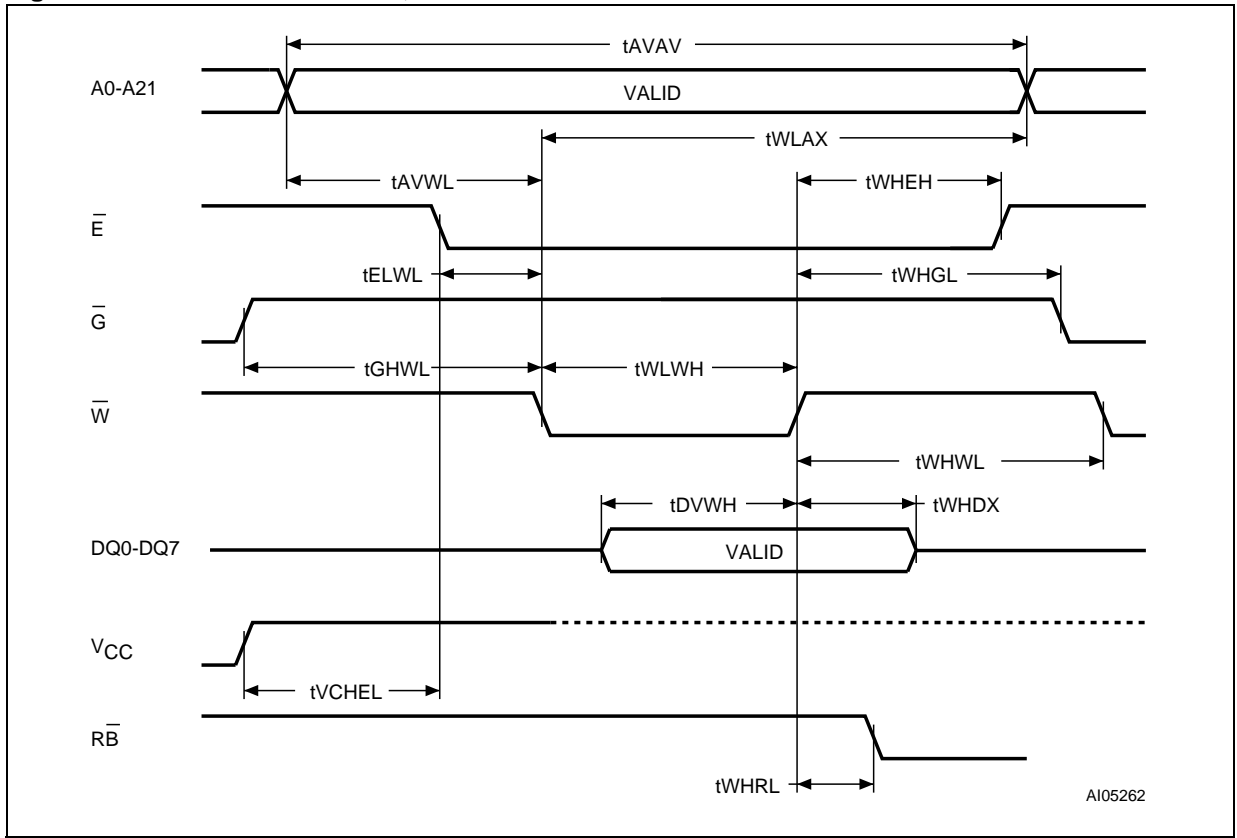 tAVAV
A0-A21
VALID
tWLAX
tAVWL
tWHEH
E̅
tELWL
tWHGL
G̅
tGHWL
tWLWH
W̅
tWHWL
tDVWH
tWHDX
DQ0-DQ7
VALID
VCC
tVCHEL
RB̅
tWHRL
AI05262